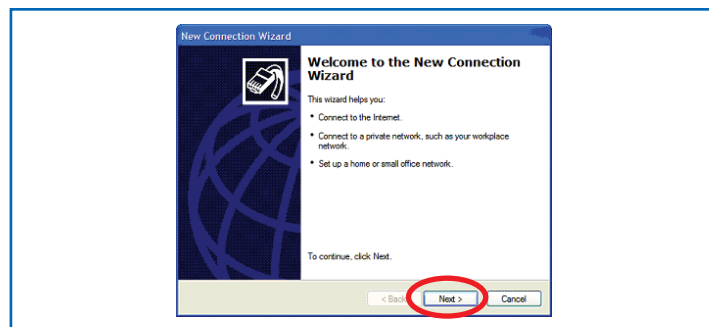 New Connection Wizard
Welcome to the New Connection
Wizard
This wizard helps you:
• Connect to the Internet.
• Connect to a private network, such as your workplace
network.
• Set up a home or small office network.
To continue, click Next.
< Back Next > Cancel